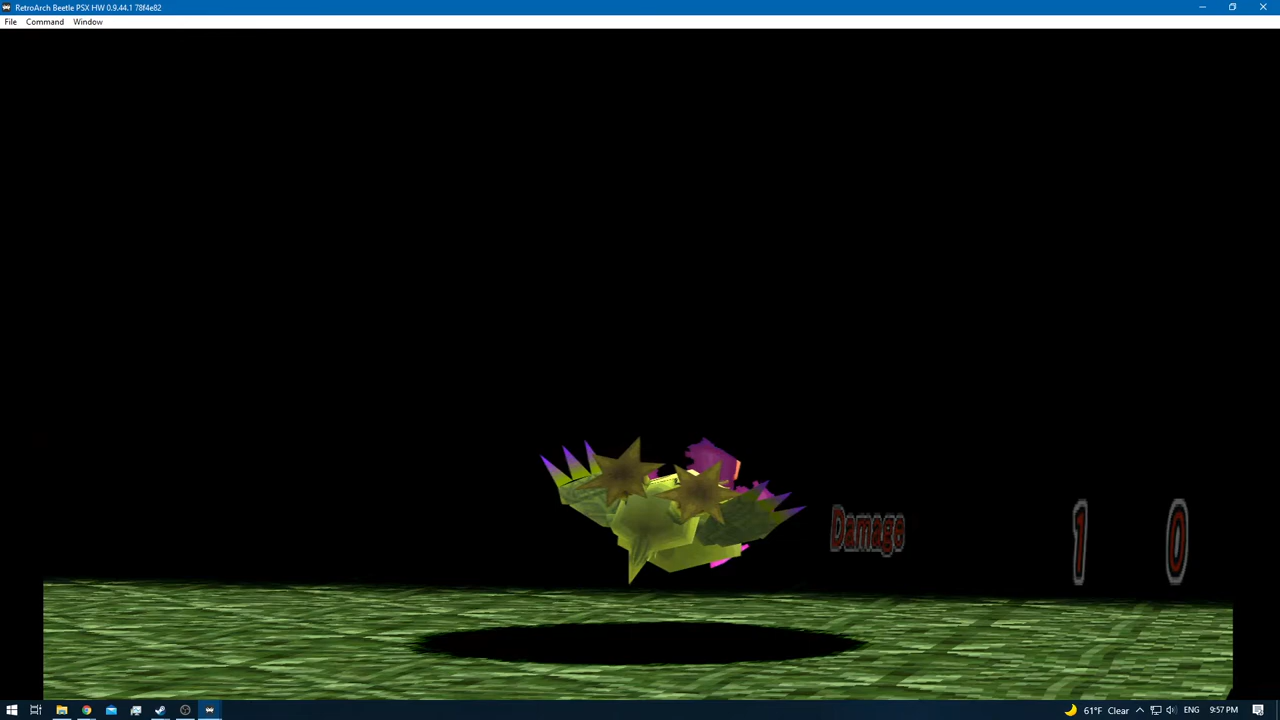 RetroArch Beetle PSX HW 0.9.44.1 78f4e82
File Command Window
Damage 1 0
61°F Clear ENG 9:57 PM